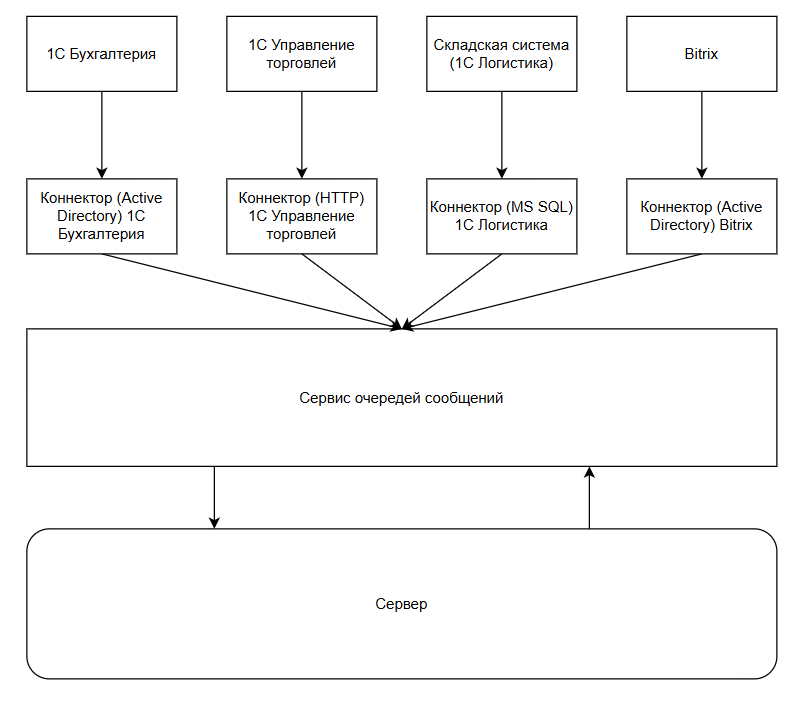 1С Бухгалтерия
1С Управление
торговлей
Складская система
(1С Логистика)
Bitrix
Коннектор (Active
Directory) 1С
Бухгалтерия
Коннектор (HTTP)
1С Управление
торговлей
Коннектор (MS SQL)
1С Логистика
Коннектор (Active
Directory) Bitrix
Сервис очередей сообщений
Сервер